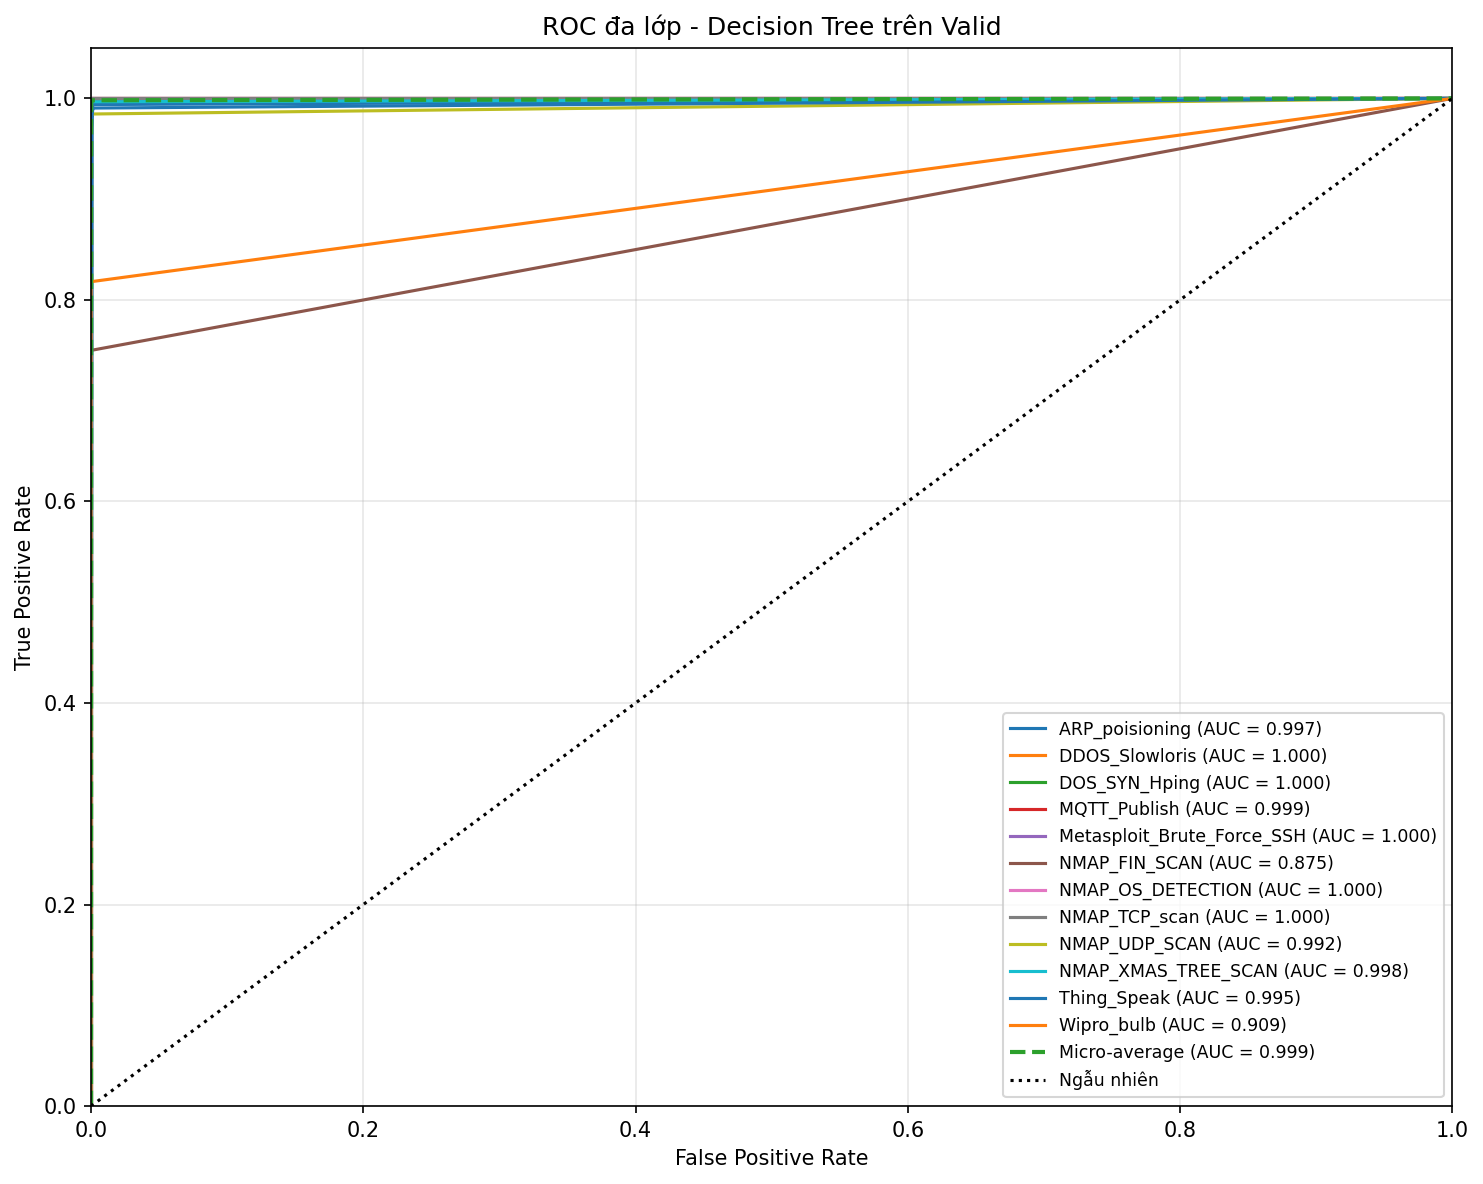 ROC đa lớp - Decision Tree trên Valid
1.0
0.8
0.6
0.4
0.2
0.0
True Positive Rate
ARP_poisioning (AUC = 0.997)
DDOS_Slowloris (AUC = 1.000)
DOS_SYN_Hping (AUC = 1.000)
MQTT_Publish (AUC = 0.999)
Metasploit_Brute_Force_SSH (AUC = 1.000)
NMAP_FIN_SCAN (AUC = 0.875)
NMAP_OS_DETECTION (AUC = 1.000)
NMAP_TCP_scan (AUC = 1.000)
NMAP_UDP_SCAN (AUC = 0.992)
NMAP_XMAS_TREE_SCAN (AUC = 0.998)
Thing_Speak (AUC = 0.995)
Wipro_bulb (AUC = 0.909)
Micro-average (AUC = 0.999)
Ngẫu nhiên
0.0 0.2 0.4 0.6 0.8 1.0
False Positive Rate